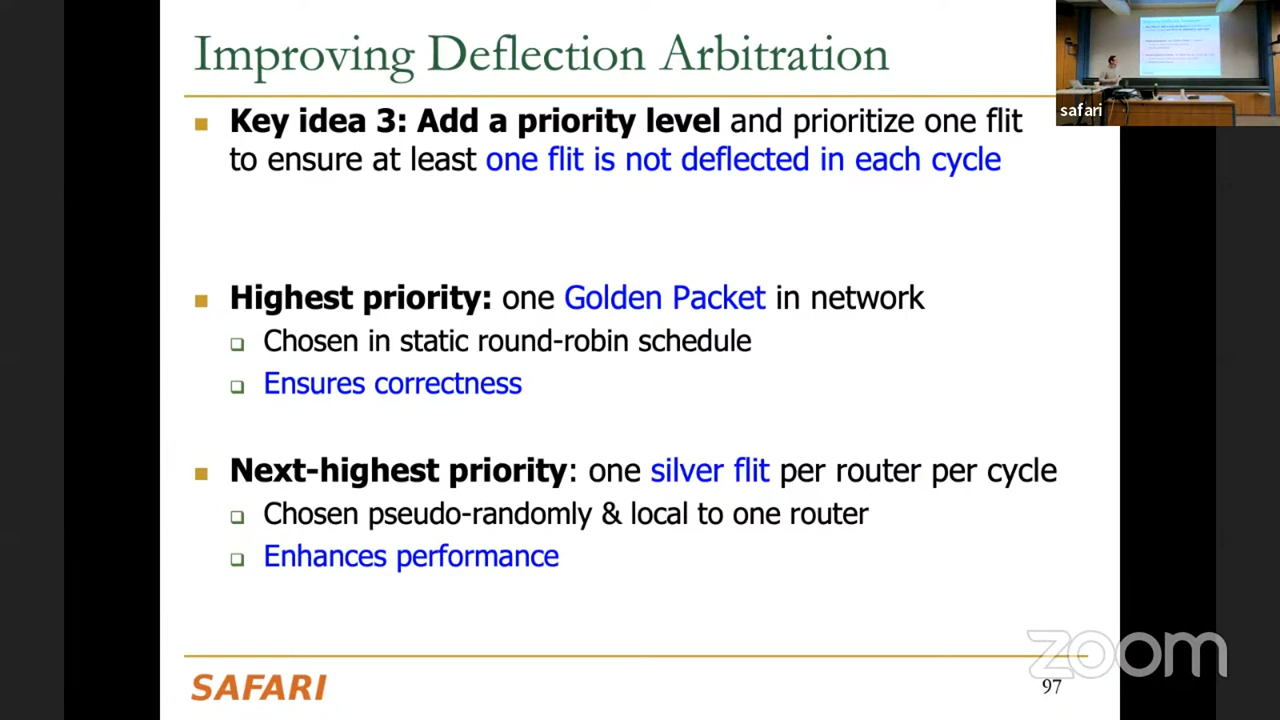 Improving Deflection Arbitration
Key idea 3: Add a priority level and prioritize one flit
to ensure at least one flit is not deflected in each cycle
Highest priority: one Golden Packet in network
Chosen in static round-robin schedule
Ensures correctness
Next-highest priority: one silver flit per router per cycle
Chosen pseudo-randomly & local to one router
Enhances performance
SAFARI
97
zoom
safari